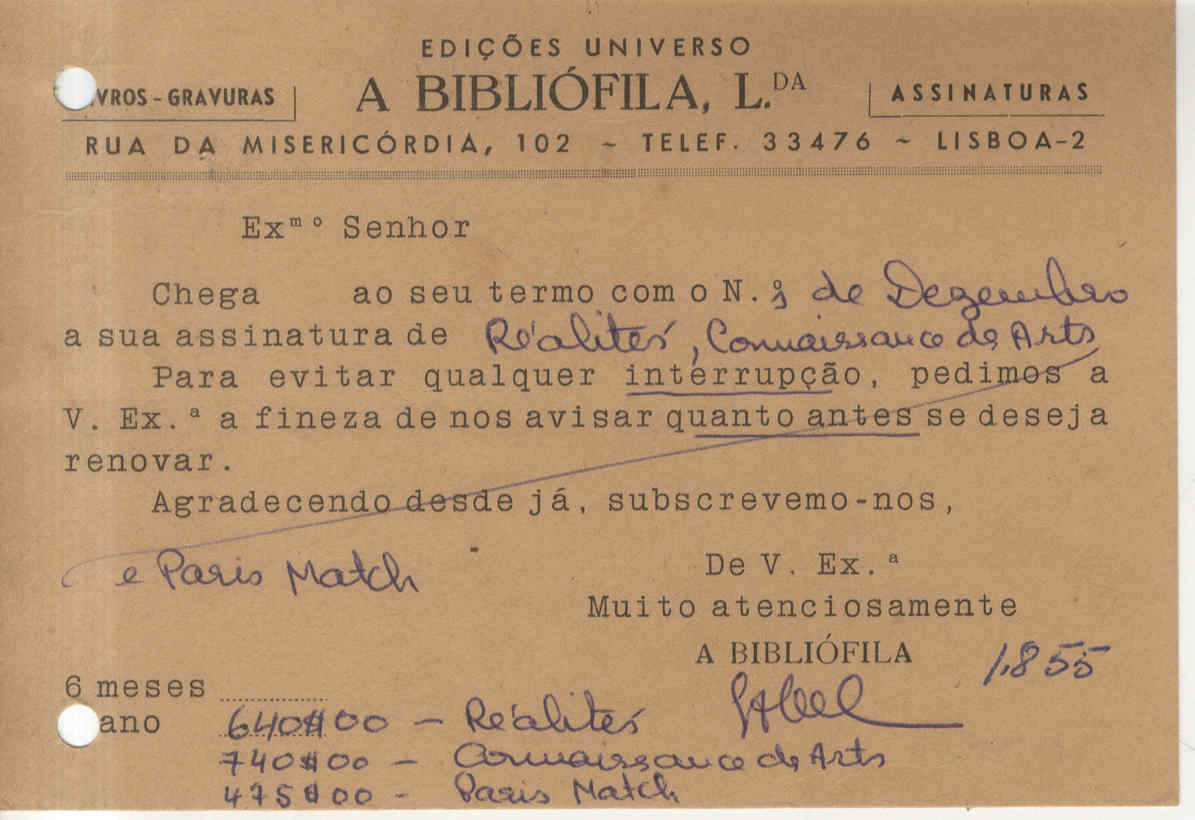 EDIÇÕES UNIVERSO
A BIBLIÓFILA, L.DA
VROS - GRAVURAS
ASSINATURAS
RUA DA MISERICÓRDIA, 102 ~ TELEF. 33476 ~ LISBOA-2
Exmo Senhor
Chega ao seu termo com o N.º de Dezembro
a sua assinatura de Réalités, Connaissance des Arts
Para evitar qualquer interrupção, pedimos a
V. Ex.ª a fineza de nos avisar quanto antes se deseja
renovar.
Agradecendo desde já, subscrevemo-nos,
e Paris Match
De V. Ex.ª
Muito atenciosamente
A BIBLIÓFILA
1.855
6 meses
ano 640$00 - Réalités
740$00 - Connaissance des Arts
475$00 - Paris Match